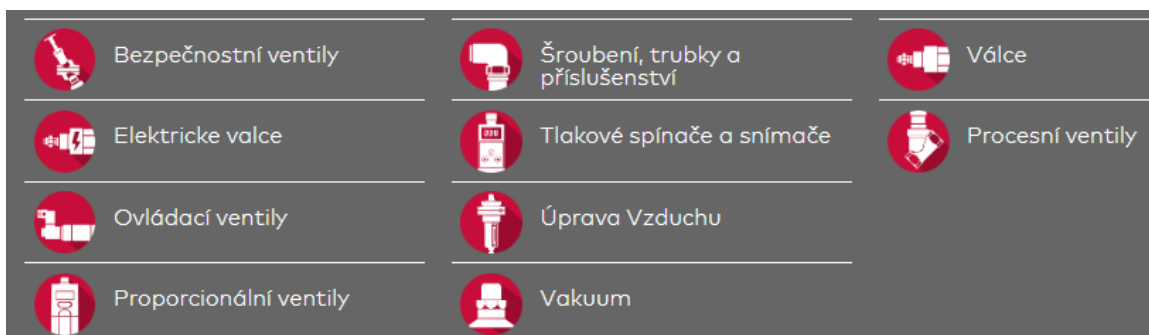 Bezpečnostní ventily
Elektricke valce
Ovládací ventily
Proporcionální ventily
Šroubení, trubky a
příslušenství
Tlakové spínače a snímače
Úprava Vzduchu
Vakuum
Válce
Procesní ventily